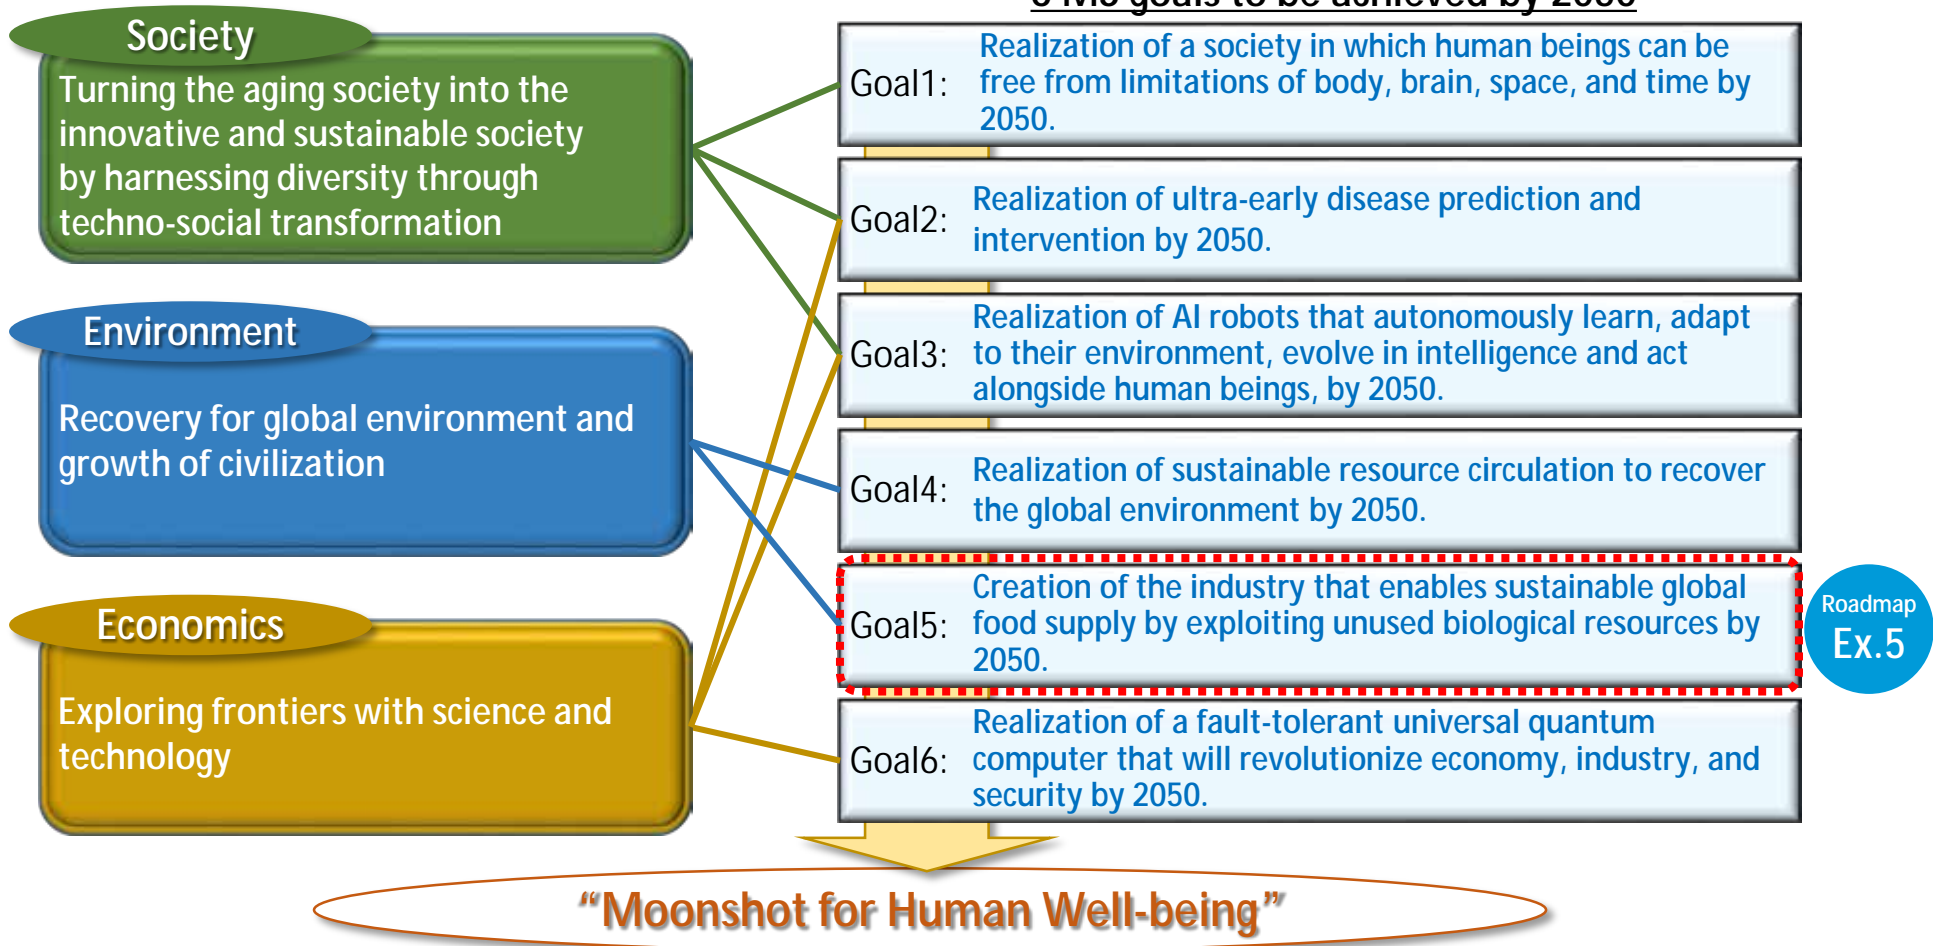 goals to be achieved by
Society
Turning the aging society into the
innovative and sustainable society
by harnessing diversity through
techno-social transformation
Environment
Recovery for global environment and
growth of civilization
Economics
Exploring frontiers with science and
technology
Goal1:
Realization of a society in which human beings can be
free from limitations of body, brain, space, and time by
2050.
Goal2:
Realization of ultra-early disease prediction and
intervention by 2050.
Goal3:
Realization of AI robots that autonomously learn, adapt
to their environment, evolve in intelligence and act
alongside human beings, by 2050.
Goal4:
Realization of sustainable resource circulation to recover
the global environment by 2050.
Goal5:
Creation of the industry that enables sustainable global
food supply by exploiting unused biological resources by
2050.
Roadmap
Ex.5
Goal6:
Realization of a fault-tolerant universal quantum
computer that will revolutionize economy, industry, and
security by 2050.
“Moonshot for Human Well-being”